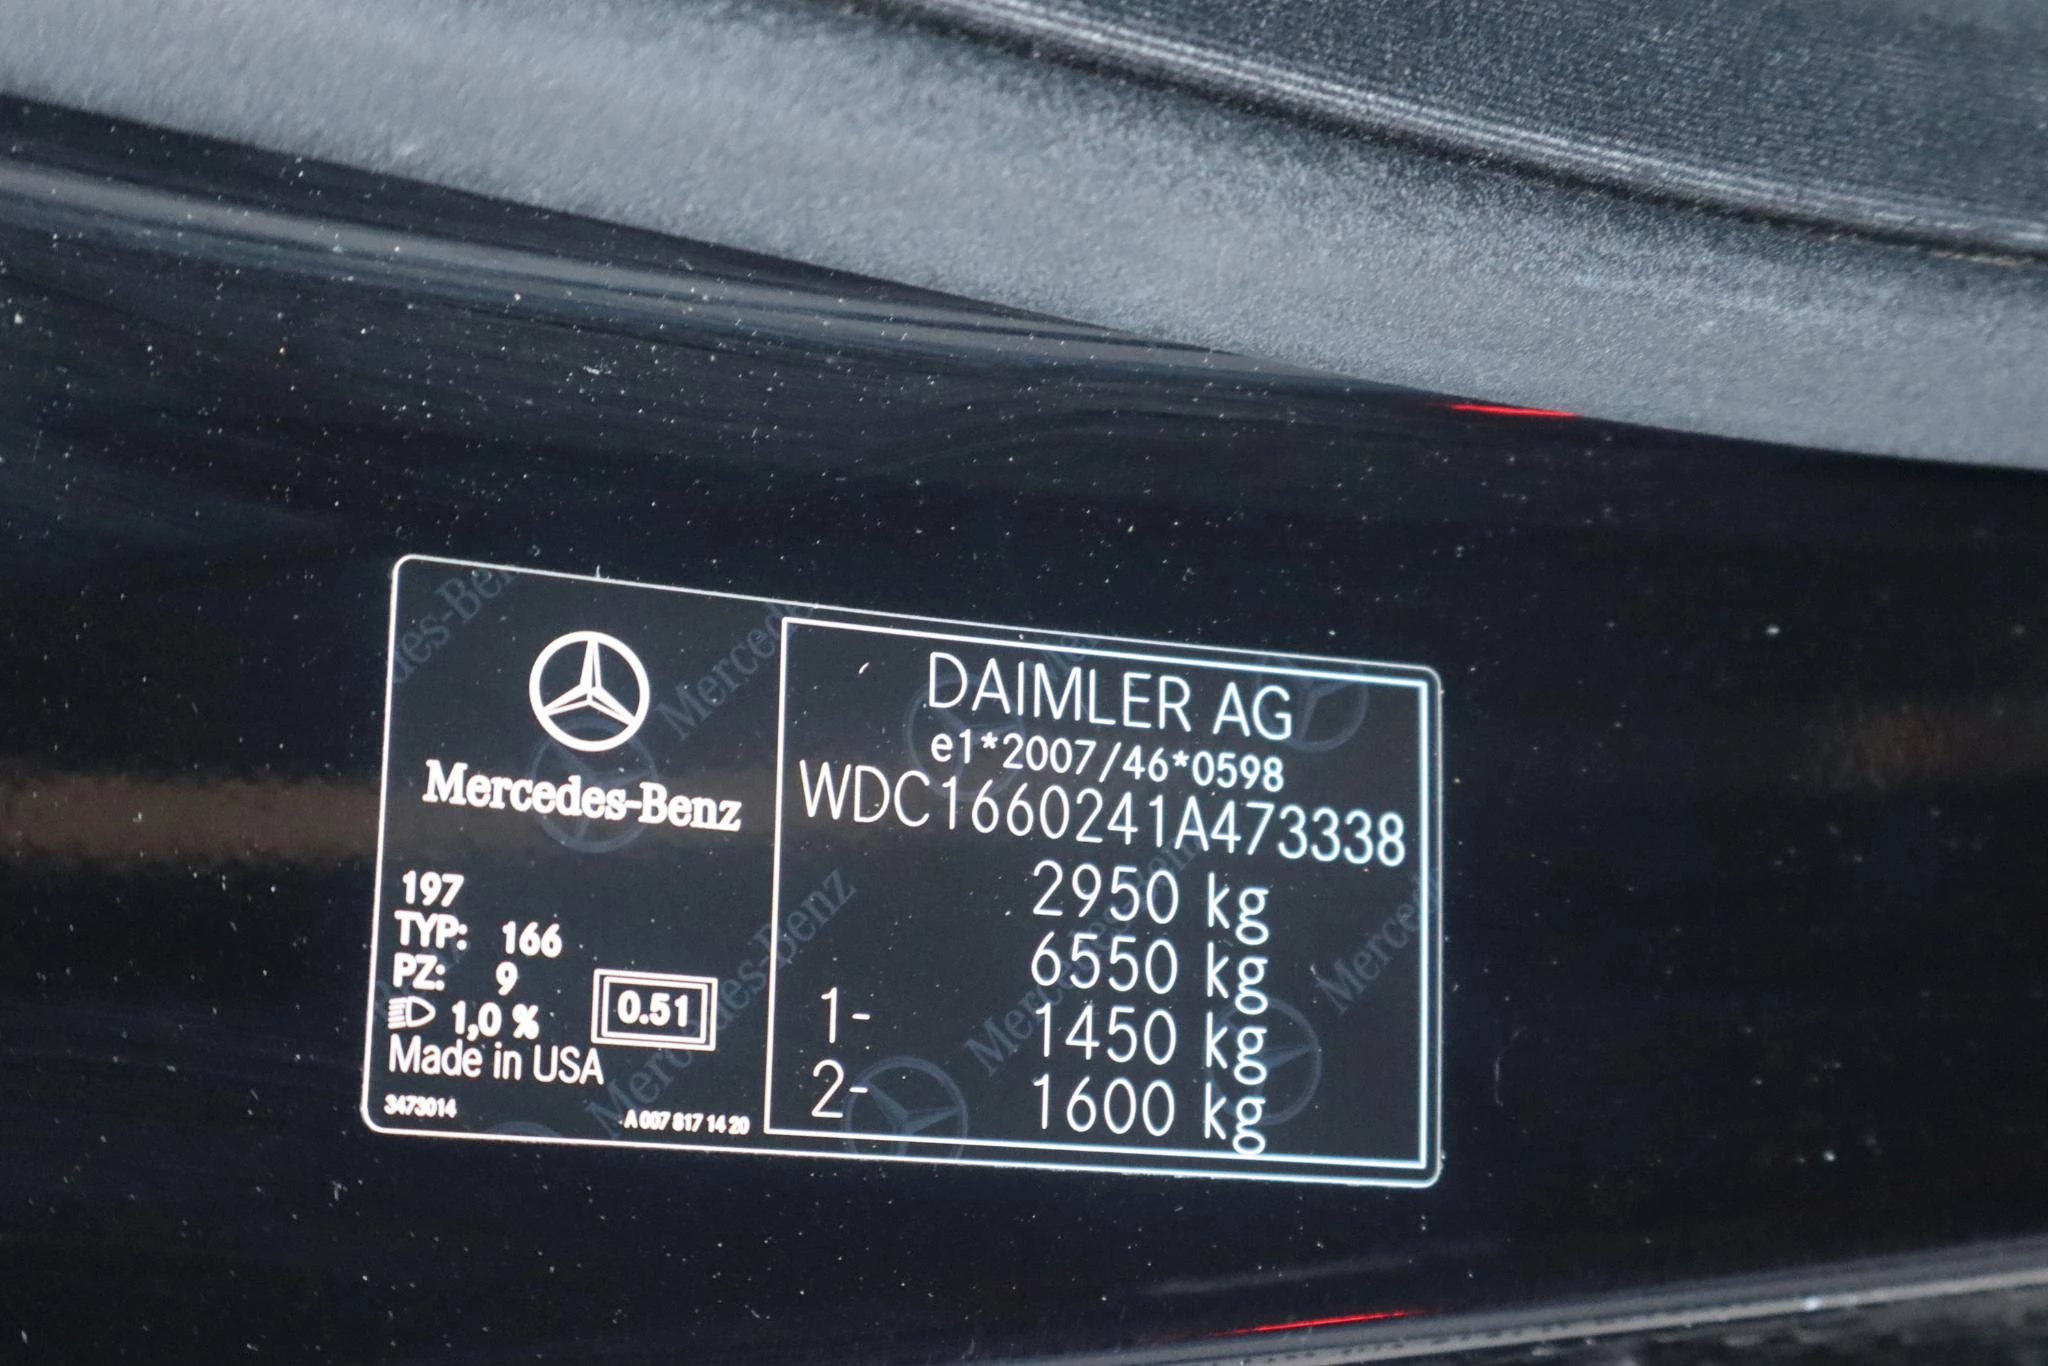 Mercedes-Benz
197
TYP: 166
PZ: 9
1,0 %
0.51
Made in USA
3473014
A 007 817 14 20
DAIMLER AG
e1*2007/46*0598
WDC1660241A473338
2950 kg
6550 kg
1- 1450 kg
2- 1600 kg